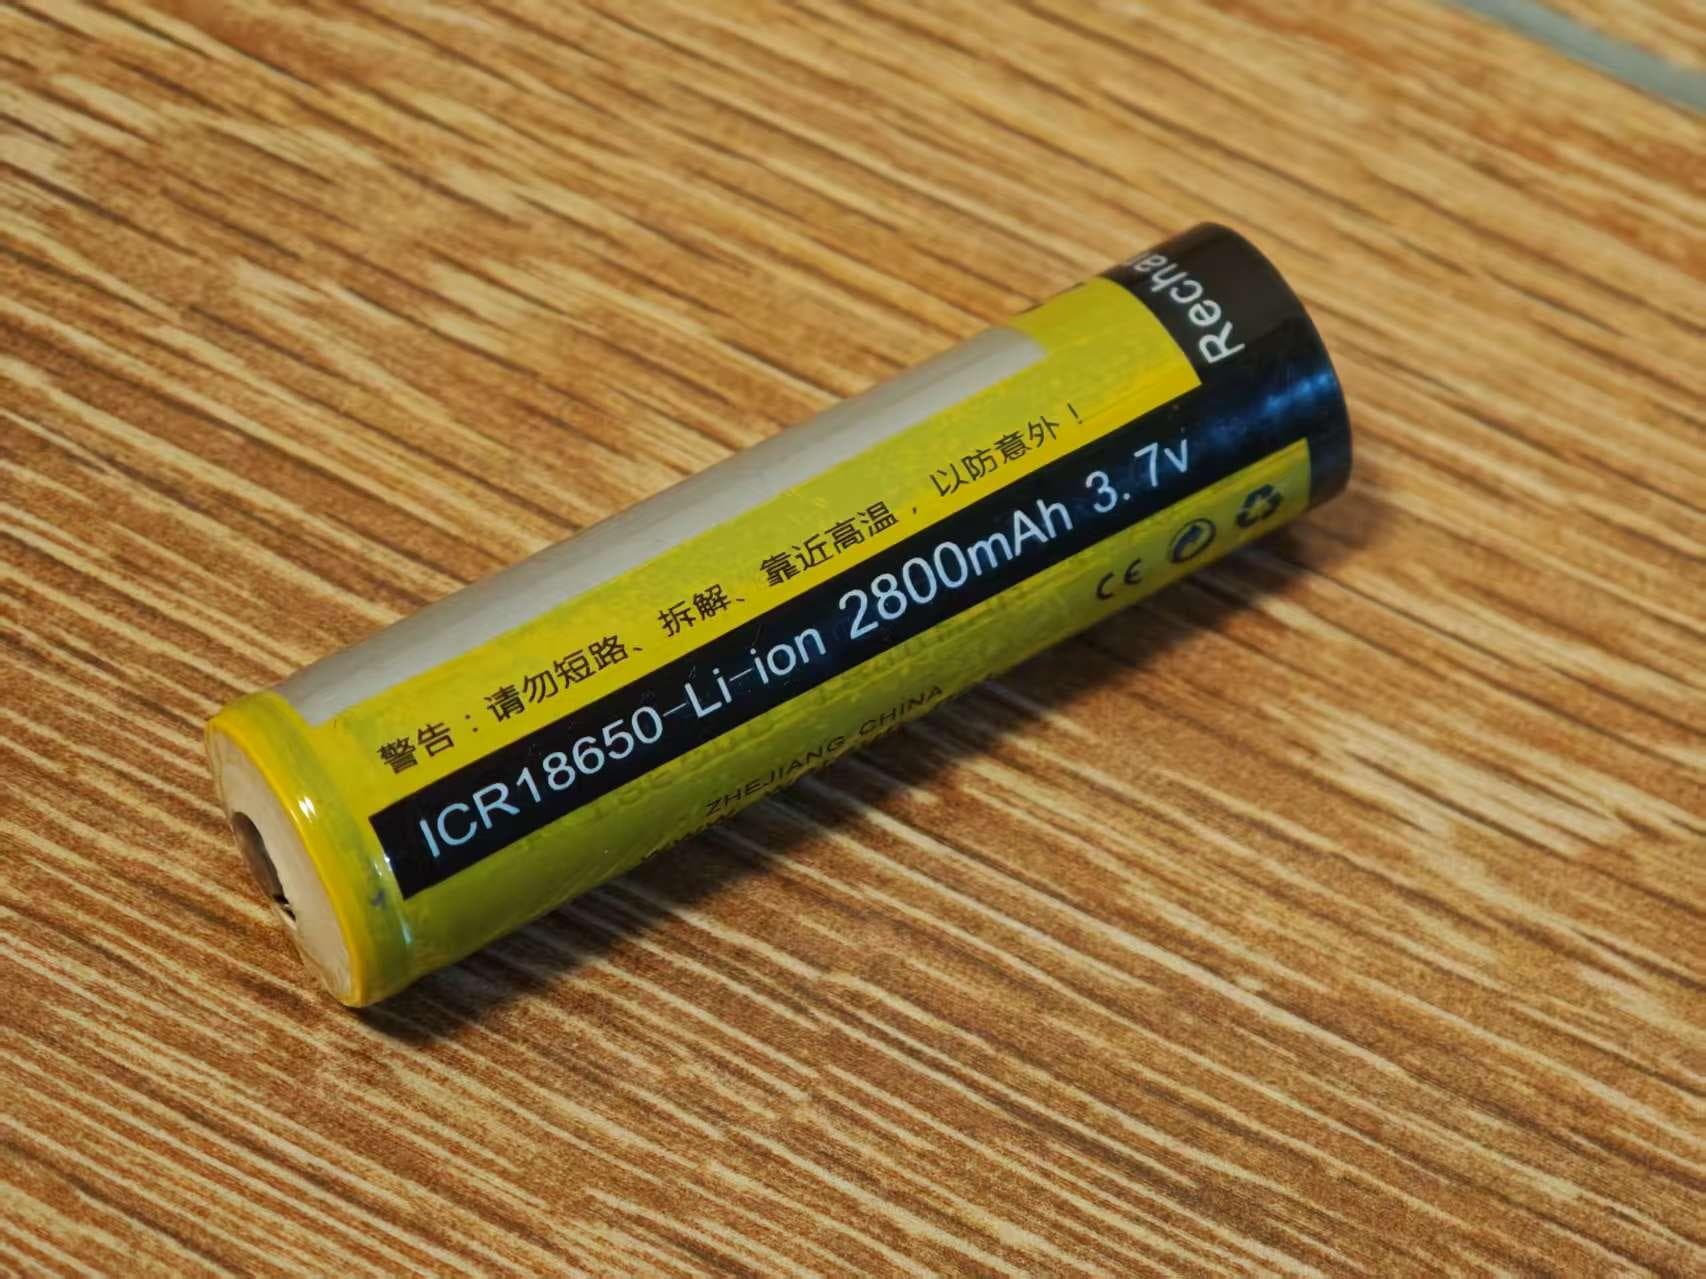 Recha
警告：请勿短路、拆解、靠近高温，以防意外！
ICR18650-Li-ion 2800mAh 3.7v
CE
ZHEJIANG CHINA